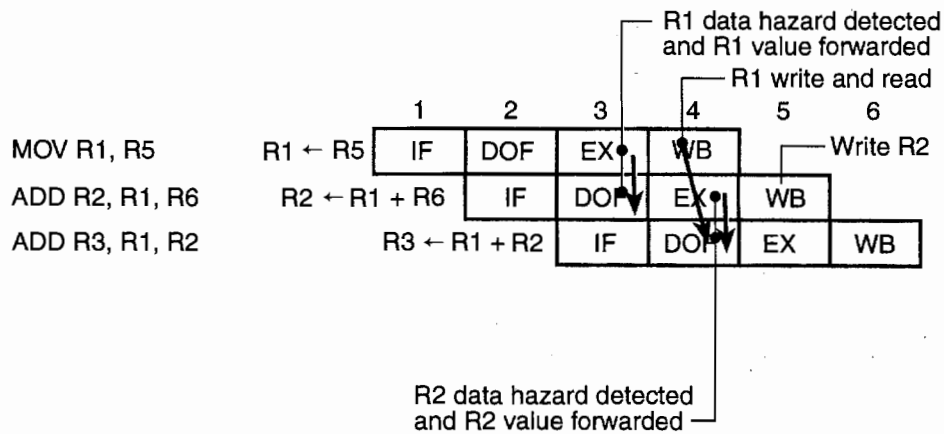 R1 data hazard detected
and R1 value forwarded
R1 write and read
1 2 3 4 5 6
MOV R1, R5 R1 ← R5 IF DOF EX WB Write R2
ADD R2, R1, R6 R2 ← R1 + R6 IF DOF EX WB
ADD R3, R1, R2 R3 ← R1 + R2 IF DOF EX WB
R2 data hazard detected
and R2 value forwarded